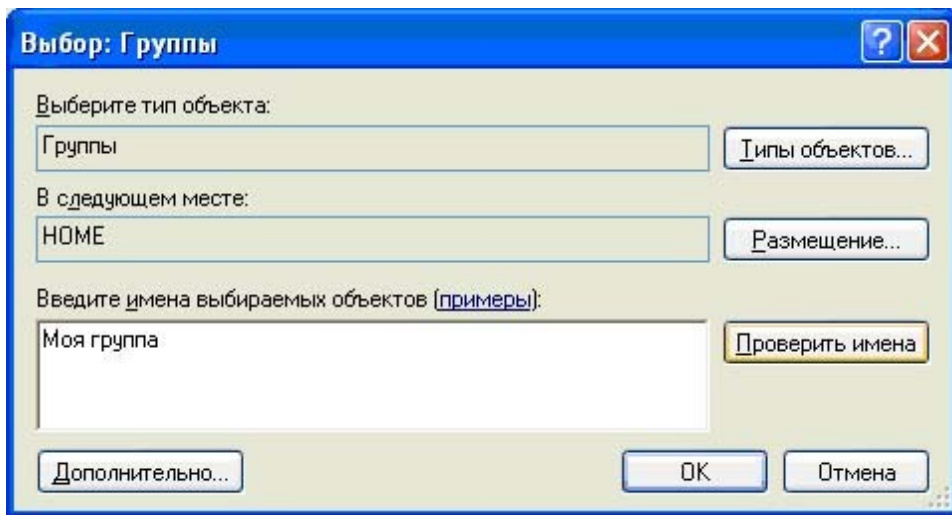 Выбор: Группы
Выберите тип объекта:
Группы
Типы объектов...
В следующем месте:
HOME
Размещение...
Введите имена выбираемых объектов (примеры):
Моя группа
Проверить имена
Дополнительно...
OK
Отмена